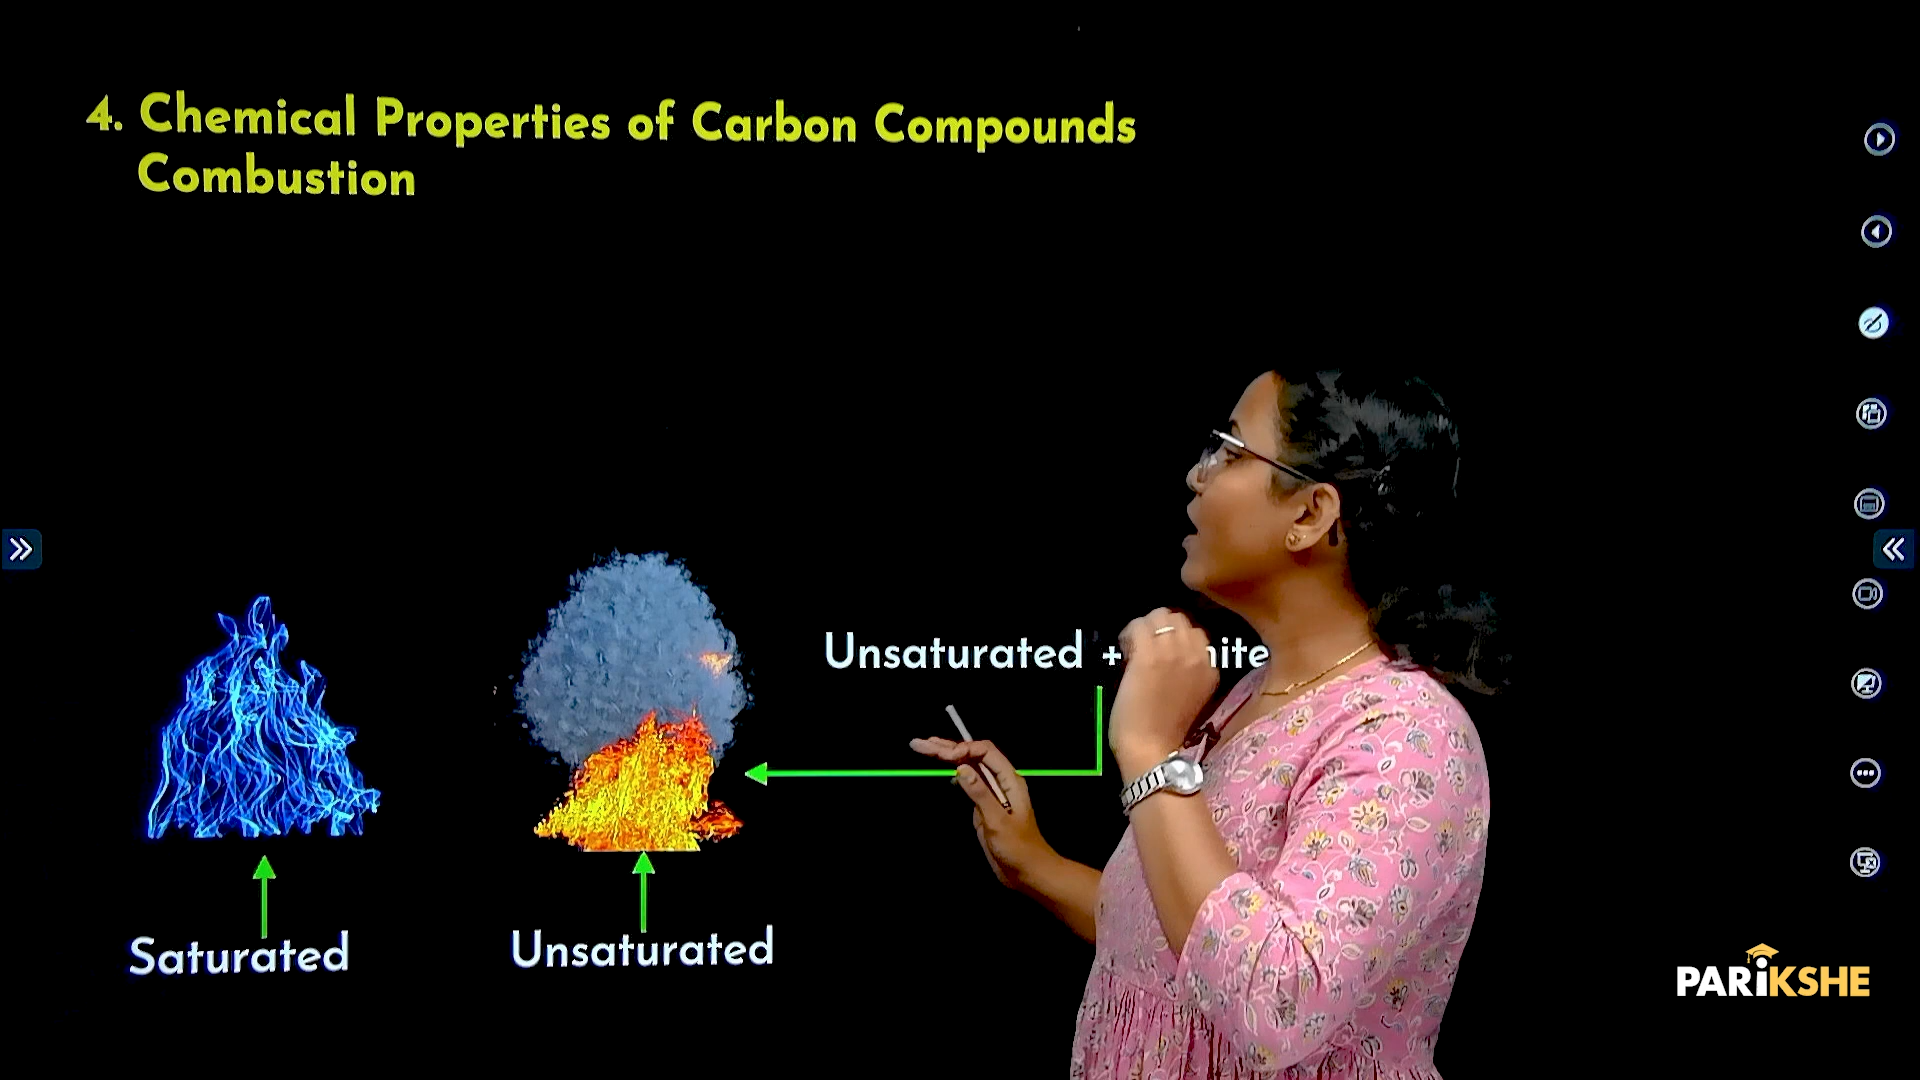 4. Chemical Properties of Carbon Compounds
Combustion
Unsaturated +
Saturated
Unsaturated
PARiKSHE